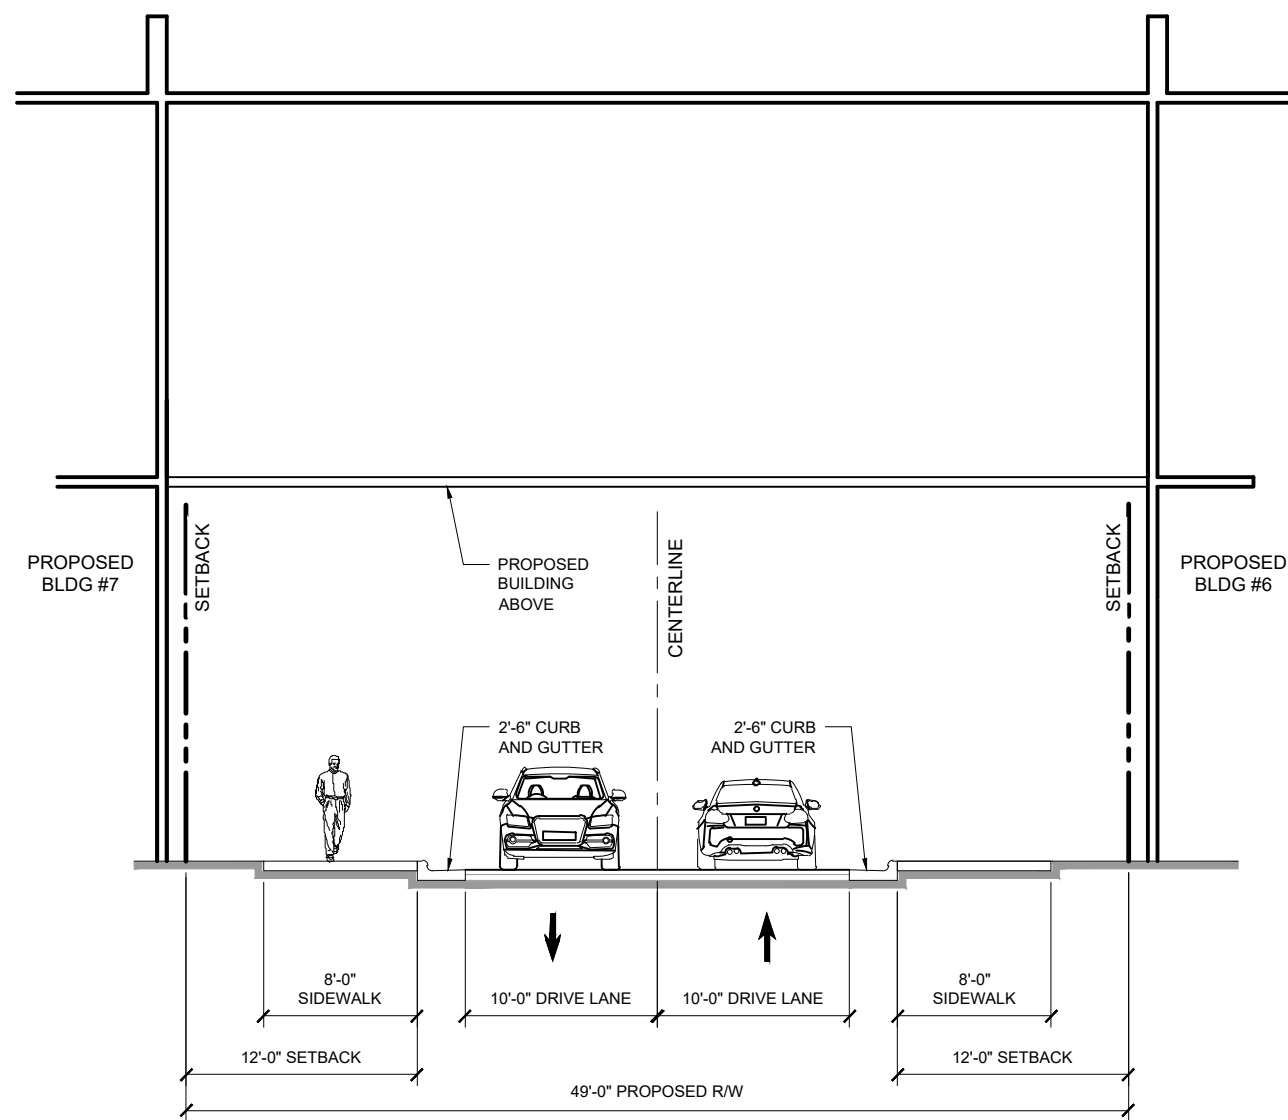 PROPOSED
BLDG #7
SETBACK
PROPOSED
BUILDING
ABOVE
CENTERLINE
SETBACK
PROPOSED
BLDG #6
2'-6" CURB
AND GUTTER
2'-6" CURB
AND GUTTER
8'-0"
SIDEWALK
10'-0" DRIVE LANE
10'-0" DRIVE LANE
8'-0"
SIDEWALK
12'-0" SETBACK
12'-0" SETBACK
49'-0" PROPOSED R/W